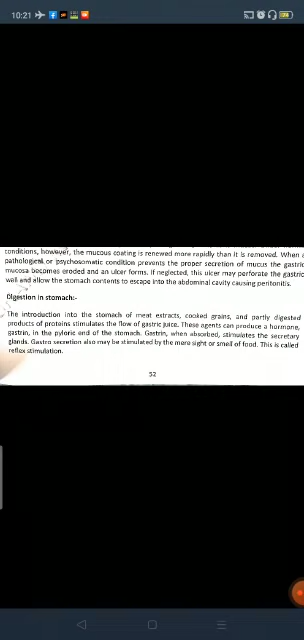 10:21
conditions, however, the mucous coating is renewed more rapidly than it is removed. When a
pathological or psychosomatic condition prevents the proper secretion of mucus the gastric
mucosa becomes eroded and an ulcer forms. If neglected, this ulcer may perforate the gastric
wall and allow the stomach contents to escape into the abdominal cavity causing peritonitis.
Digestion in stomach:-
The introduction into the stomach of meat extracts, cooked grains, and partly digested
products of proteins stimulates the flow of gastric juice. These agents can produce a hormone,
gastrin, in the pyloric end of the stomach. Gastrin, when absorbed, stimulates the secretary
glands. Gastro secretion also may be stimulated by the mere sight or smell of food. This is called
reflex stimulation.
52